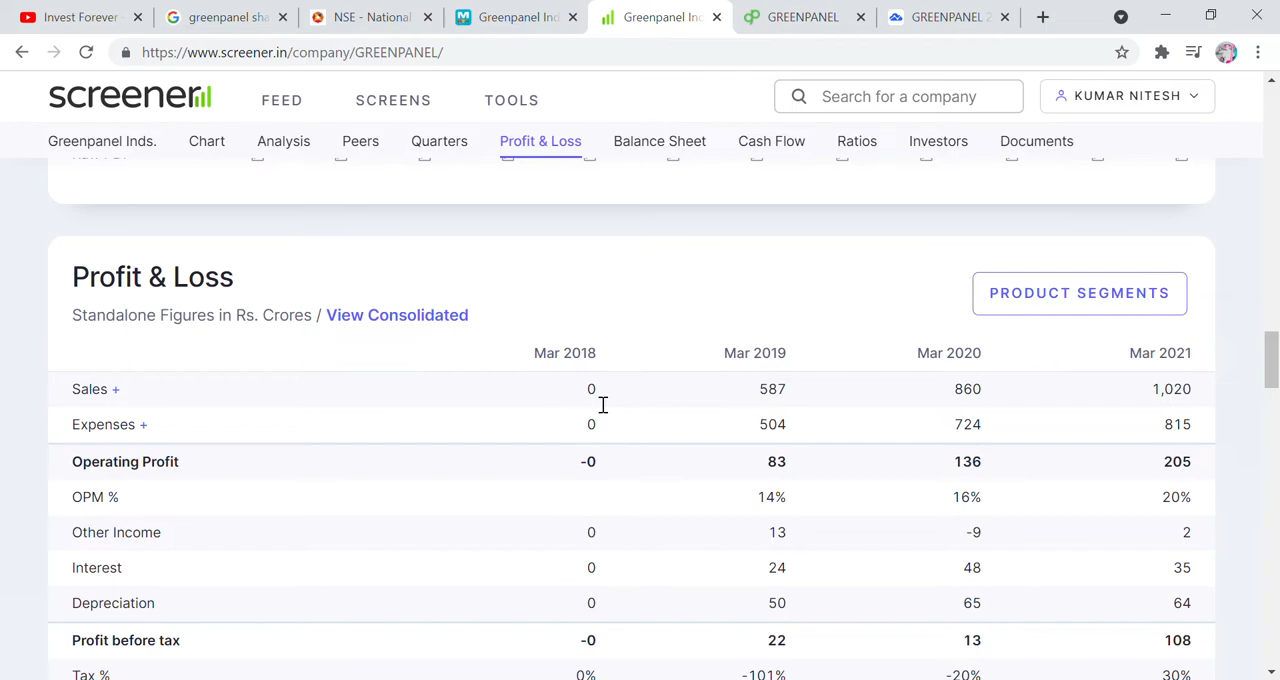 Invest Forever
greenpanel sha
NSE - National
Greenpanel Ind
Greenpanel Inc
GREENPANEL
GREENPANEL 2
https://www.screener.in/company/GREENPANEL/
screener
FEED
SCREENS
TOOLS
Search for a company
KUMAR NITESH
Greenpanel Inds.
Chart
Analysis
Peers
Quarters
Profit & Loss
Balance Sheet
Cash Flow
Ratios
Investors
Documents
Profit & Loss
PRODUCT SEGMENTS
Standalone Figures in Rs. Crores / View Consolidated
Mar 2018 Mar 2019 Mar 2020 Mar 2021
Sales + 0 587 860 1,020
Expenses + 0 504 724 815
Operating Profit -0 83 136 205
OPM % 14% 16% 20%
Other Income 0 13 -9 2
Interest 0 24 48 35
Depreciation 0 50 65 64
Profit before tax -0 22 13 108
Tax % 0% -101% -20% 30%